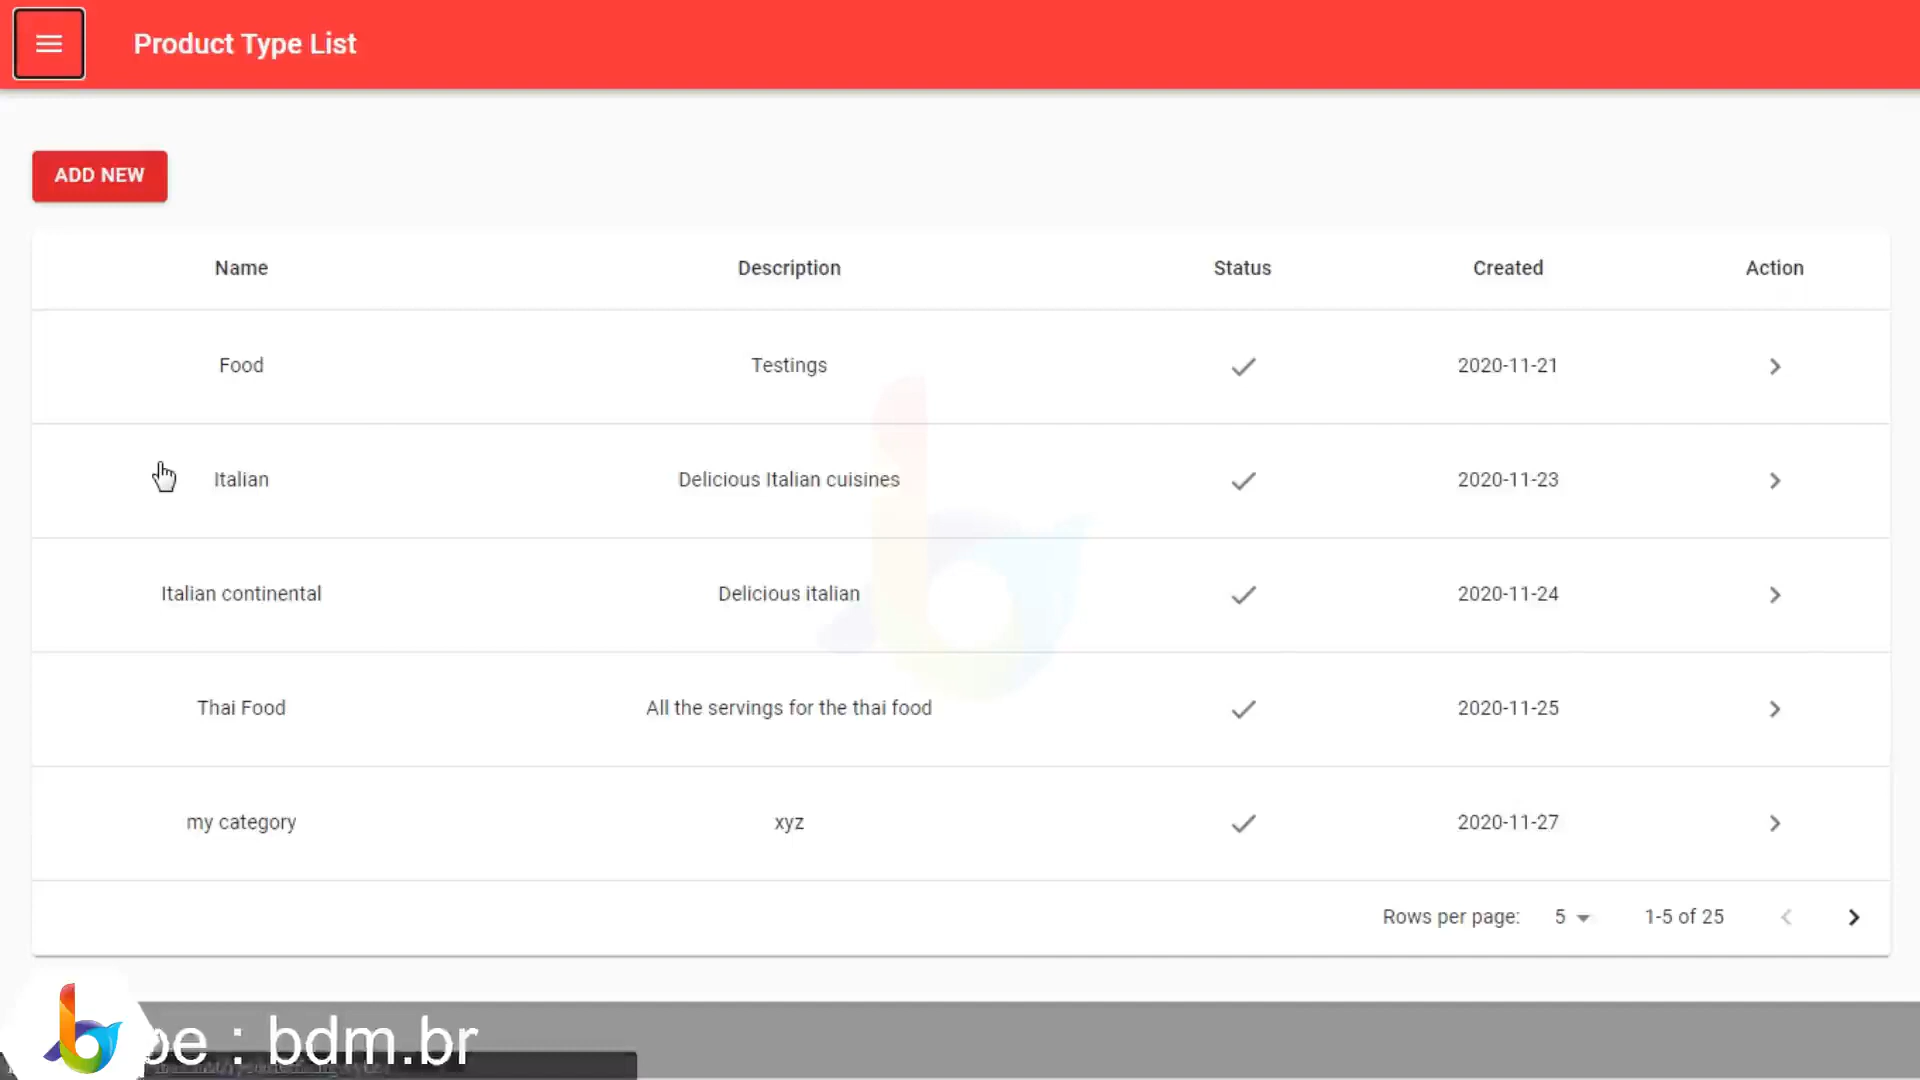 Product Type List
ADD NEW
Name Description Status Created Action
Food Testings 2020-11-21
Italian Delicious Italian cuisines 2020-11-23
Italian continental Delicious italian 2020-11-24
Thai Food All the servings for the thai food 2020-11-25
my category xyz 2020-11-27
Rows per page: 5 1-5 of 25
pe : bdm.br